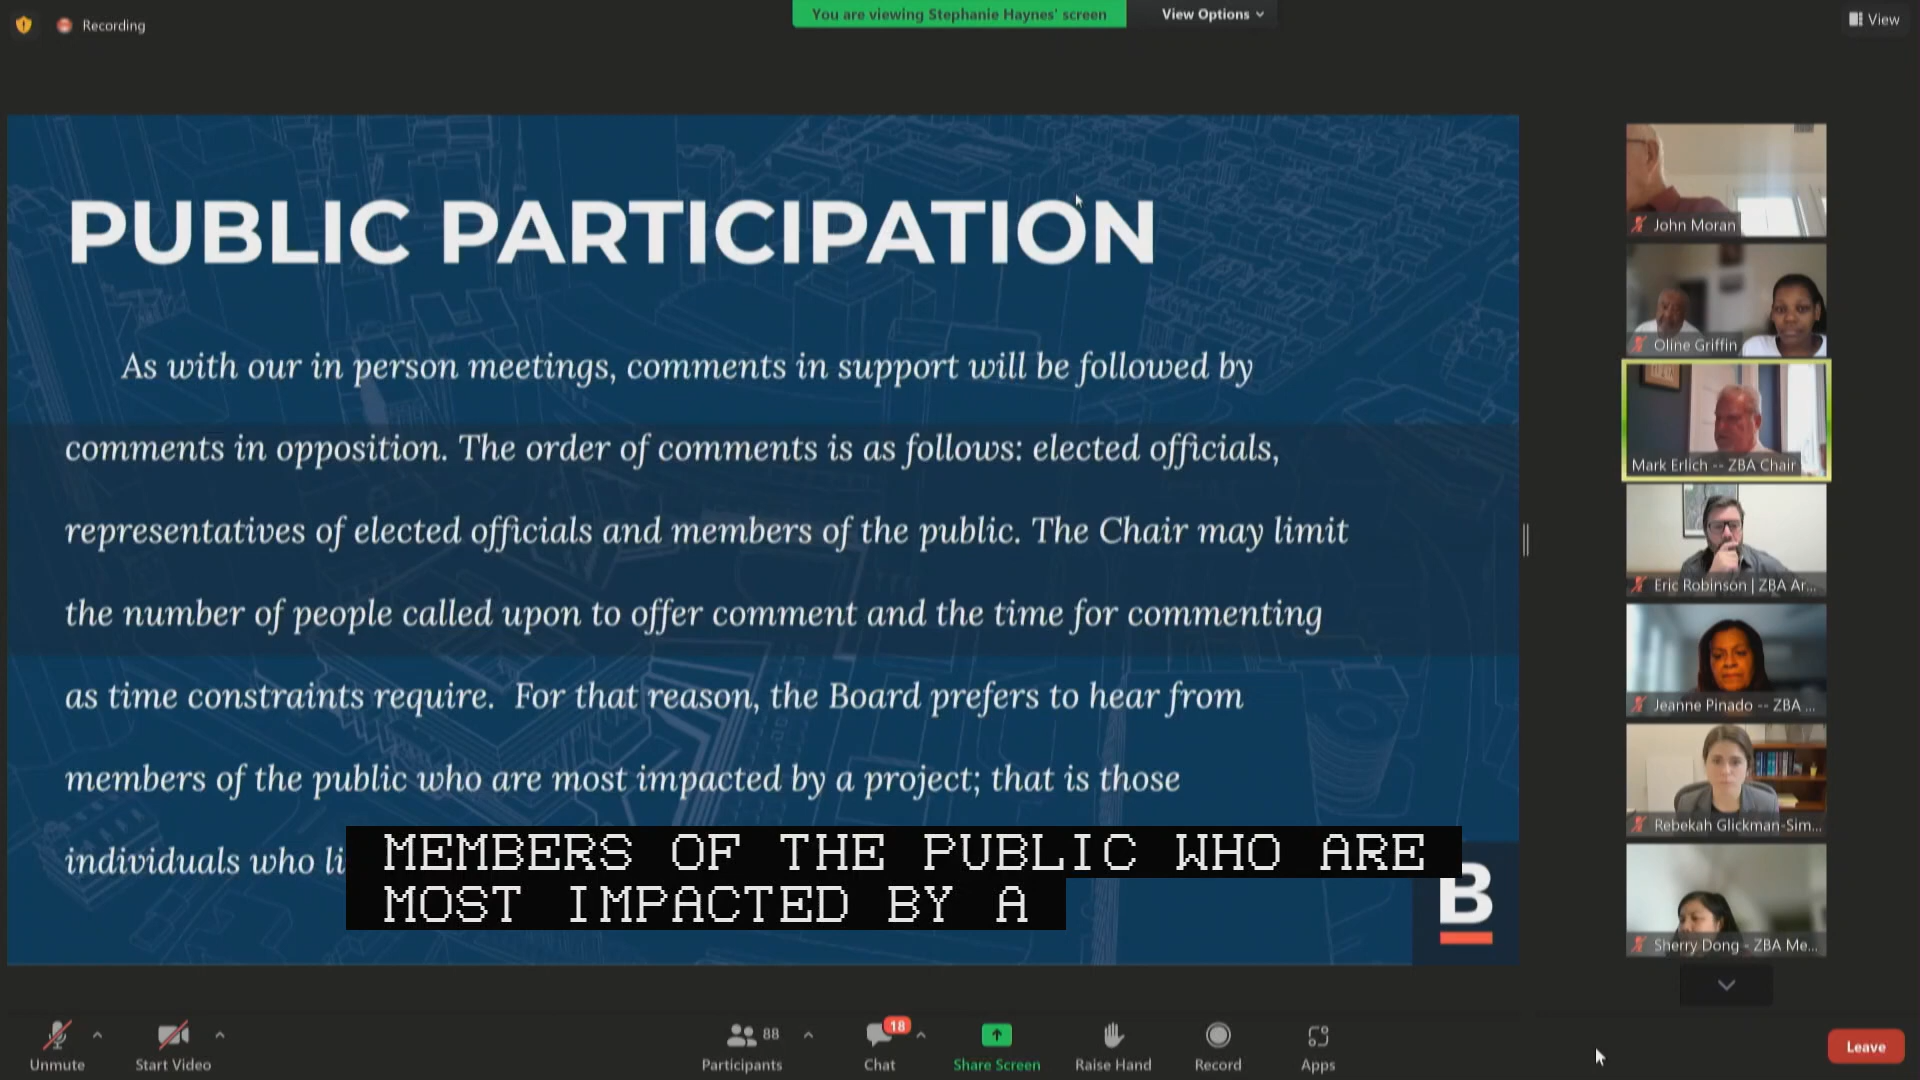 Recording
You are viewing Stephanie Haynes' screen
View Options
View
PUBLIC PARTICIPATION
As with our in person meetings, comments in support will be followed by
comments in opposition. The order of comments is as follows: elected officials,
representatives of elected officials and members of the public. The Chair may limit
the number of people called upon to offer comment and the time for commenting
as time constraints require. For that reason, the Board prefers to hear from
members of the public who are most impacted by a project; that is those
individuals who li
MEMBERS OF THE PUBLIC WHO ARE
MOST IMPACTED BY A
B
John Moran
Oline Griffin
Mark Erlich -- ZBA Chair
Eric Robinson | ZBA Ar...
Jeanne Pinado -- ZBA ...
Rebekah Glickman-Sim...
Sherry Dong - ZBA Me...
Unmute
Start Video
88
Participants
18
Chat
Share Screen
Raise Hand
Record
Apps
Leave